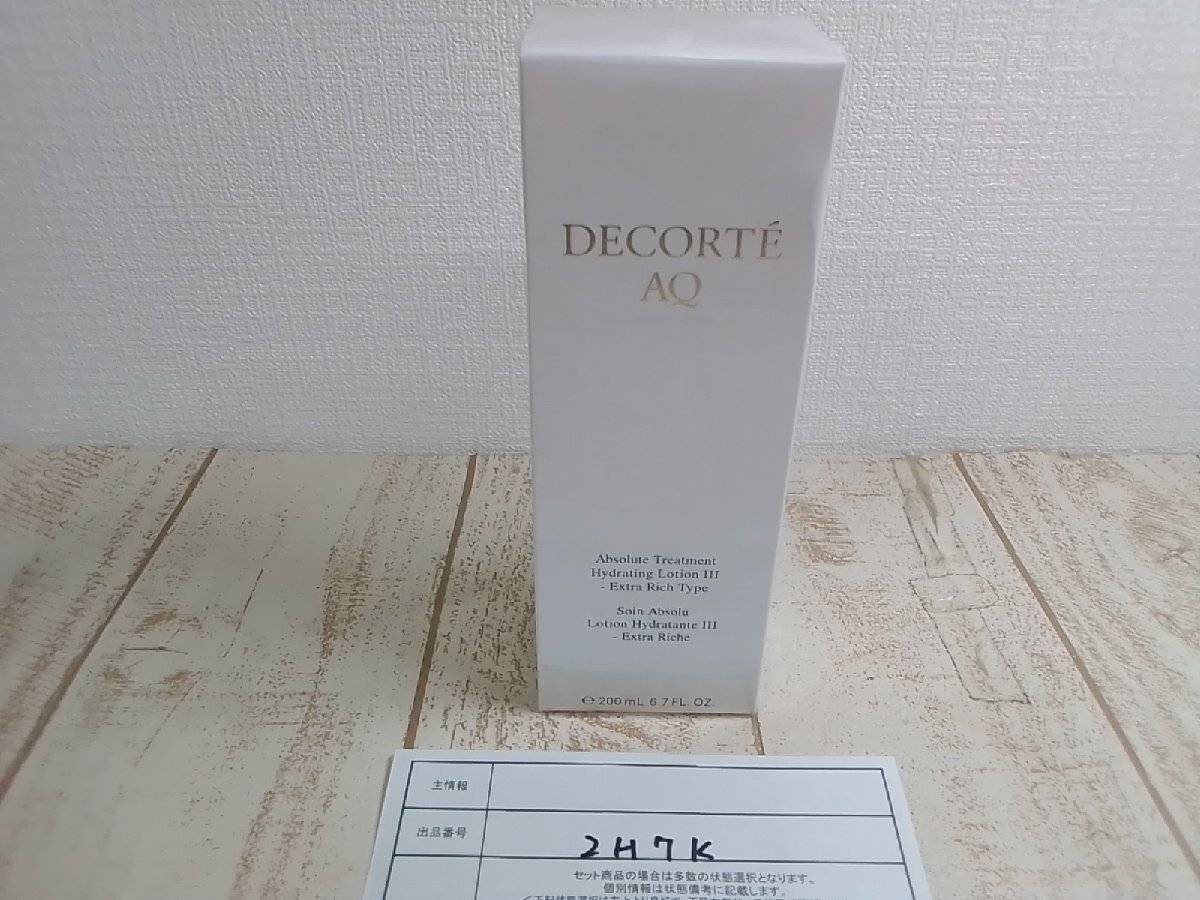 DECORTÉ
AQ
Absolute Treatment
Hydrating Lotion III
- Extra Rich Type
Soin Absolu
Lotion Hydratante III
- Extra Riche
℮ 200mL 6.7 FL. OZ.
主情報
出品番号
2H7K
セット商品の場合は多数の状態選択となります。
個別情報は状態備考に記載します。